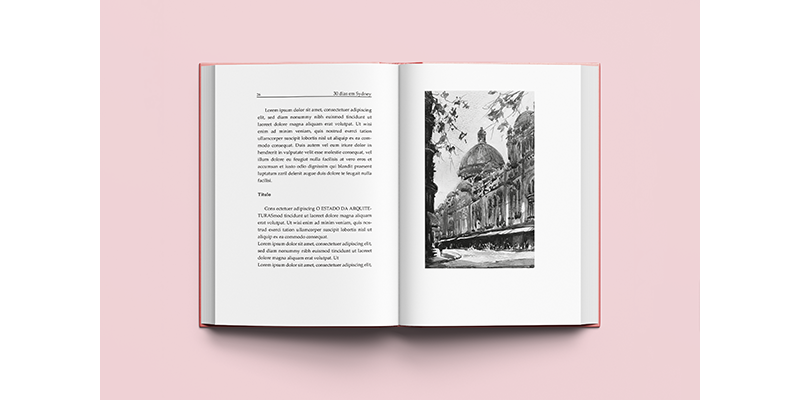 26 XI dias em Sydney
Lorem ipsum dolor sit amet, consectetuer adipiscing
elit, sed diam nonummy nibh euismod tincidunt ut
laoreet dolore magna aliquam erat volutpat. Ut wisi
enim ad minim veniam, quis nostrud exerci tation
ullamcorper suscipit lobortis nisl ut aliquip ex ea com-
modo consequat. Duis autem vel eum iriure dolor in
hendrerit in vulputate velit esse molestie consequat, vel
illum dolore eu feugiat nulla facilisis at vero eros et
accumsan et iusto odio dignissim qui blandit praesent
luptatum zzril delenit augue duis dolore te feugait nulla
facilisi.
Título
Cons ectetuer adipiscing O ESTADO DA ARQUITE-
TURASmod tincidunt ut laoreet dolore magna aliquam
erat volutpat. Ut wisi enim ad minim veniam, quis nos-
trud exerci tation ullamcorper suscipit lobortis nisl ut
aliquip ex ea commodo consequat.
Lorem ipsum dolor sit amet, consectetuer adipiscing elit,
sed diam nonummy nibh euismod tincidunt ut laoreet
dolore magna aliquam erat volutpat. Ut
Lorem ipsum dolor sit amet, consectetuer adipiscing elit,